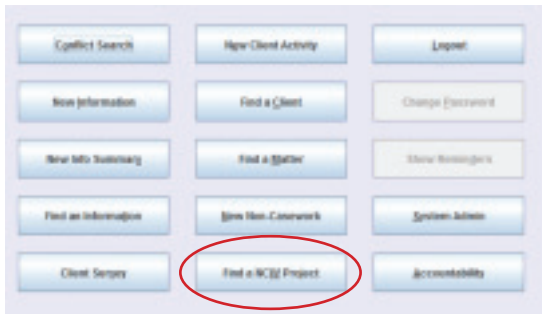 Conflict Search
New Client Activity
Logout
New Information
Find a Client
Change Password
New Info Summary
Find a Matter
Show Reminders
Find an Information
New Non-Casework
System Admin
Client Survey
Find a NCW Project
Accountability